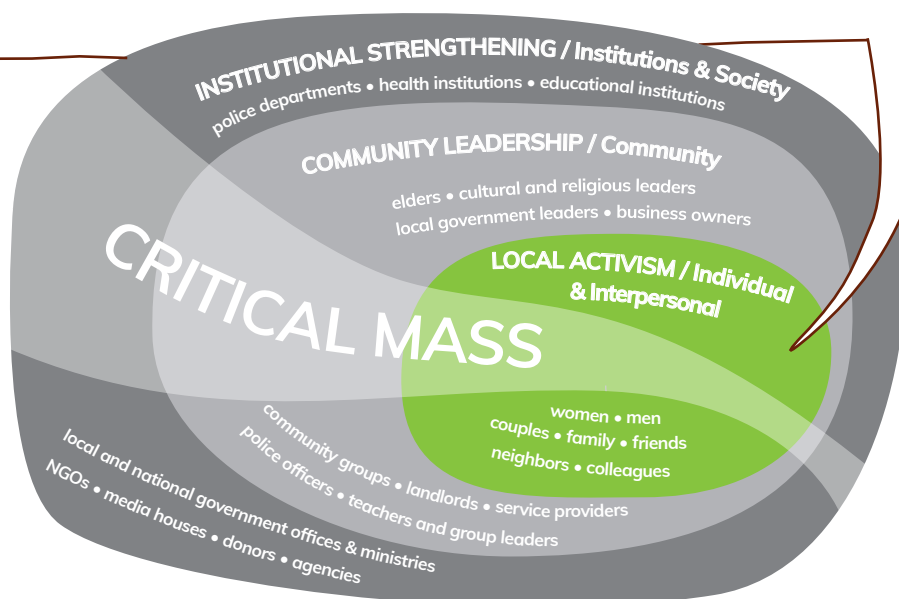 INSTITUTIONAL STRENGTHENING / Institutions & Society
police departments • health institutions • educational institutions
COMMUNITY LEADERSHIP / Community
elders • cultural and religious leaders
local government leaders • business owners
LOCAL ACTIVISM / Individual
& Interpersonal
CRITICAL MASS
women • men
couples • family • friends
neighbors • colleagues
community groups • landlords • service providers
police officers • teachers and group leaders
local and national government offices & ministries
NGOs • media houses • donors • agencies